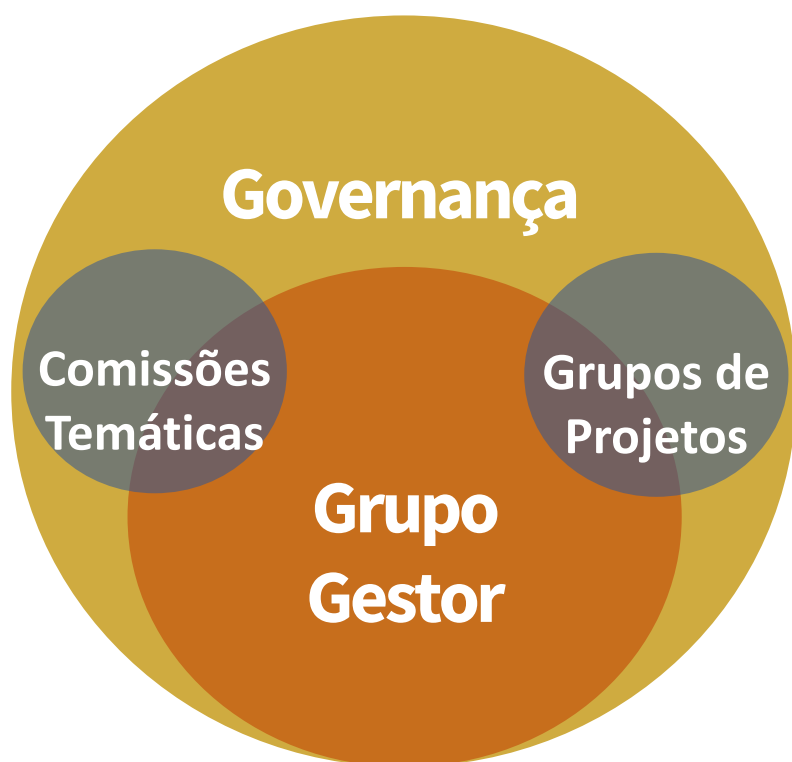 Governança
Comissões
Temáticas
Grupos de
Projetos
Grupo
Gestor